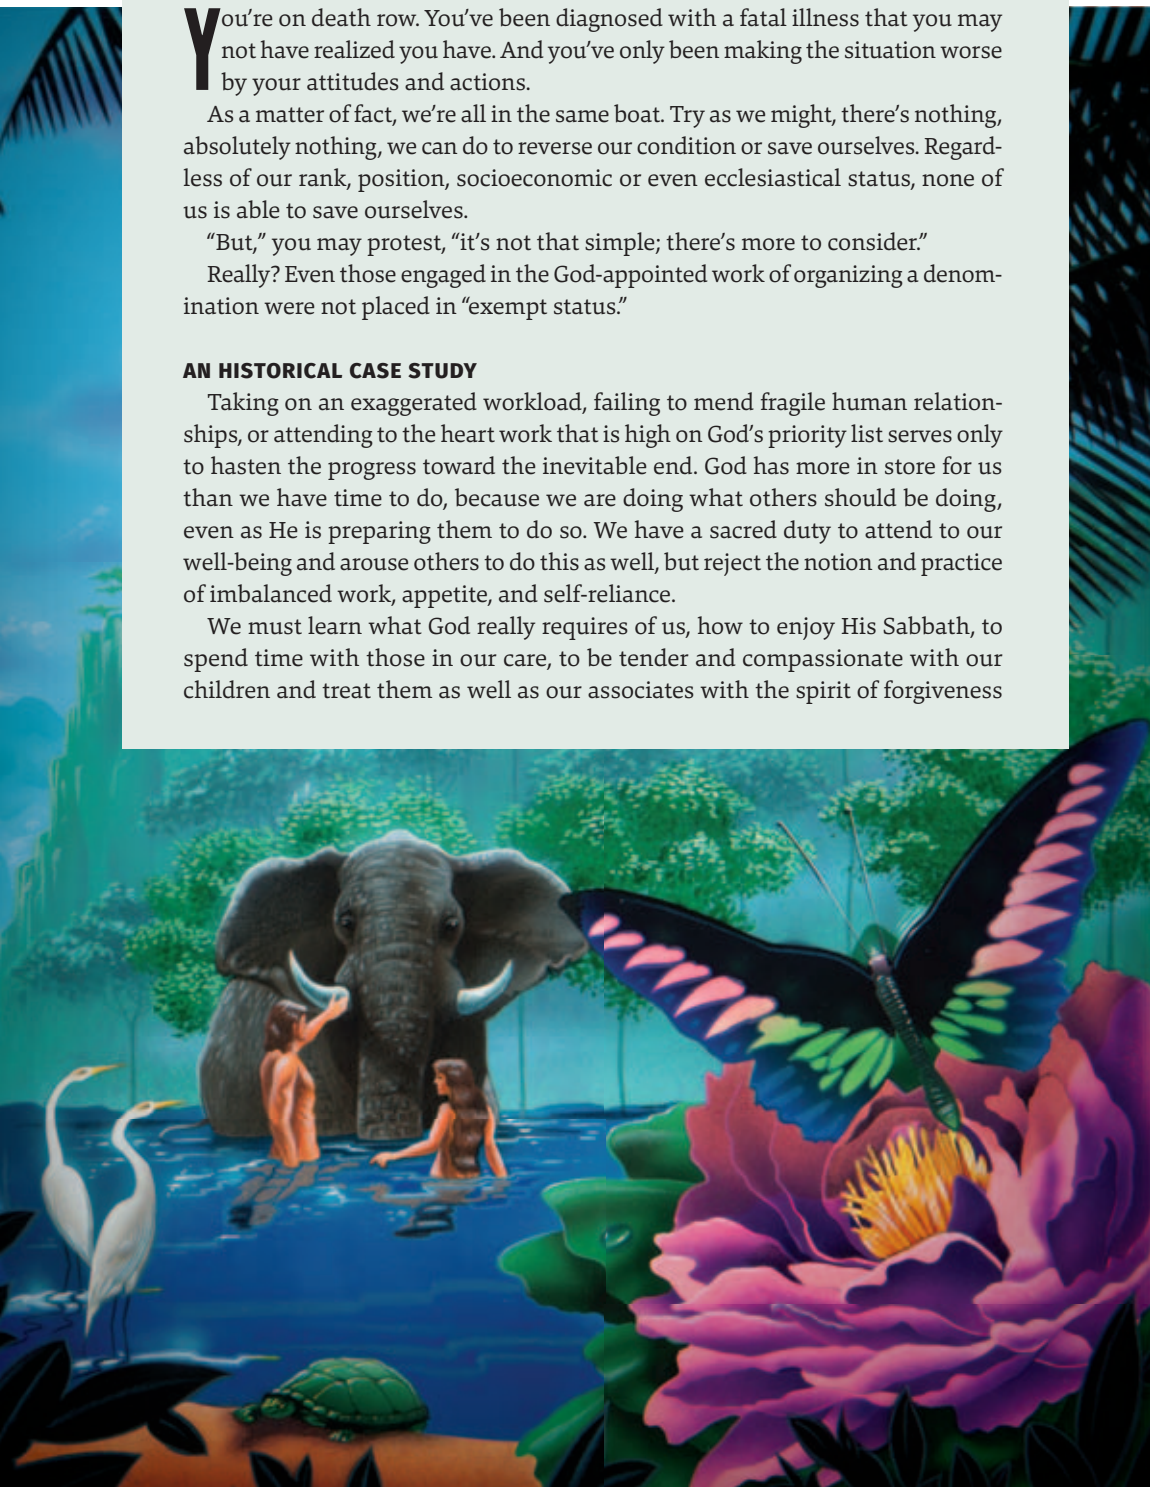 You're on death row. You've been diagnosed with a fatal illness that you may
not have realized you have. And you've only been making the situation worse
by your attitudes and actions.
As a matter of fact, we're all in the same boat. Try as we might, there's nothing,
absolutely nothing, we can do to reverse our condition or save ourselves. Regard-
less of our rank, position, socioeconomic or even ecclesiastical status, none of
us is able to save ourselves.
“But,” you may protest, “it's not that simple; there's more to consider.”
Really? Even those engaged in the God-appointed work of organizing a denom-
ination were not placed in “exempt status.”
AN HISTORICAL CASE STUDY
Taking on an exaggerated workload, failing to mend fragile human relation-
ships, or attending to the heart work that is high on God's priority list serves only
to hasten the progress toward the inevitable end. God has more in store for us
than we have time to do, because we are doing what others should be doing,
even as He is preparing them to do so. We have a sacred duty to attend to our
well-being and arouse others to do this as well, but reject the notion and practice
of imbalanced work, appetite, and self-reliance.
We must learn what God really requires of us, how to enjoy His Sabbath, to
spend time with those in our care, to be tender and compassionate with our
children and treat them as well as our associates with the spirit of forgiveness